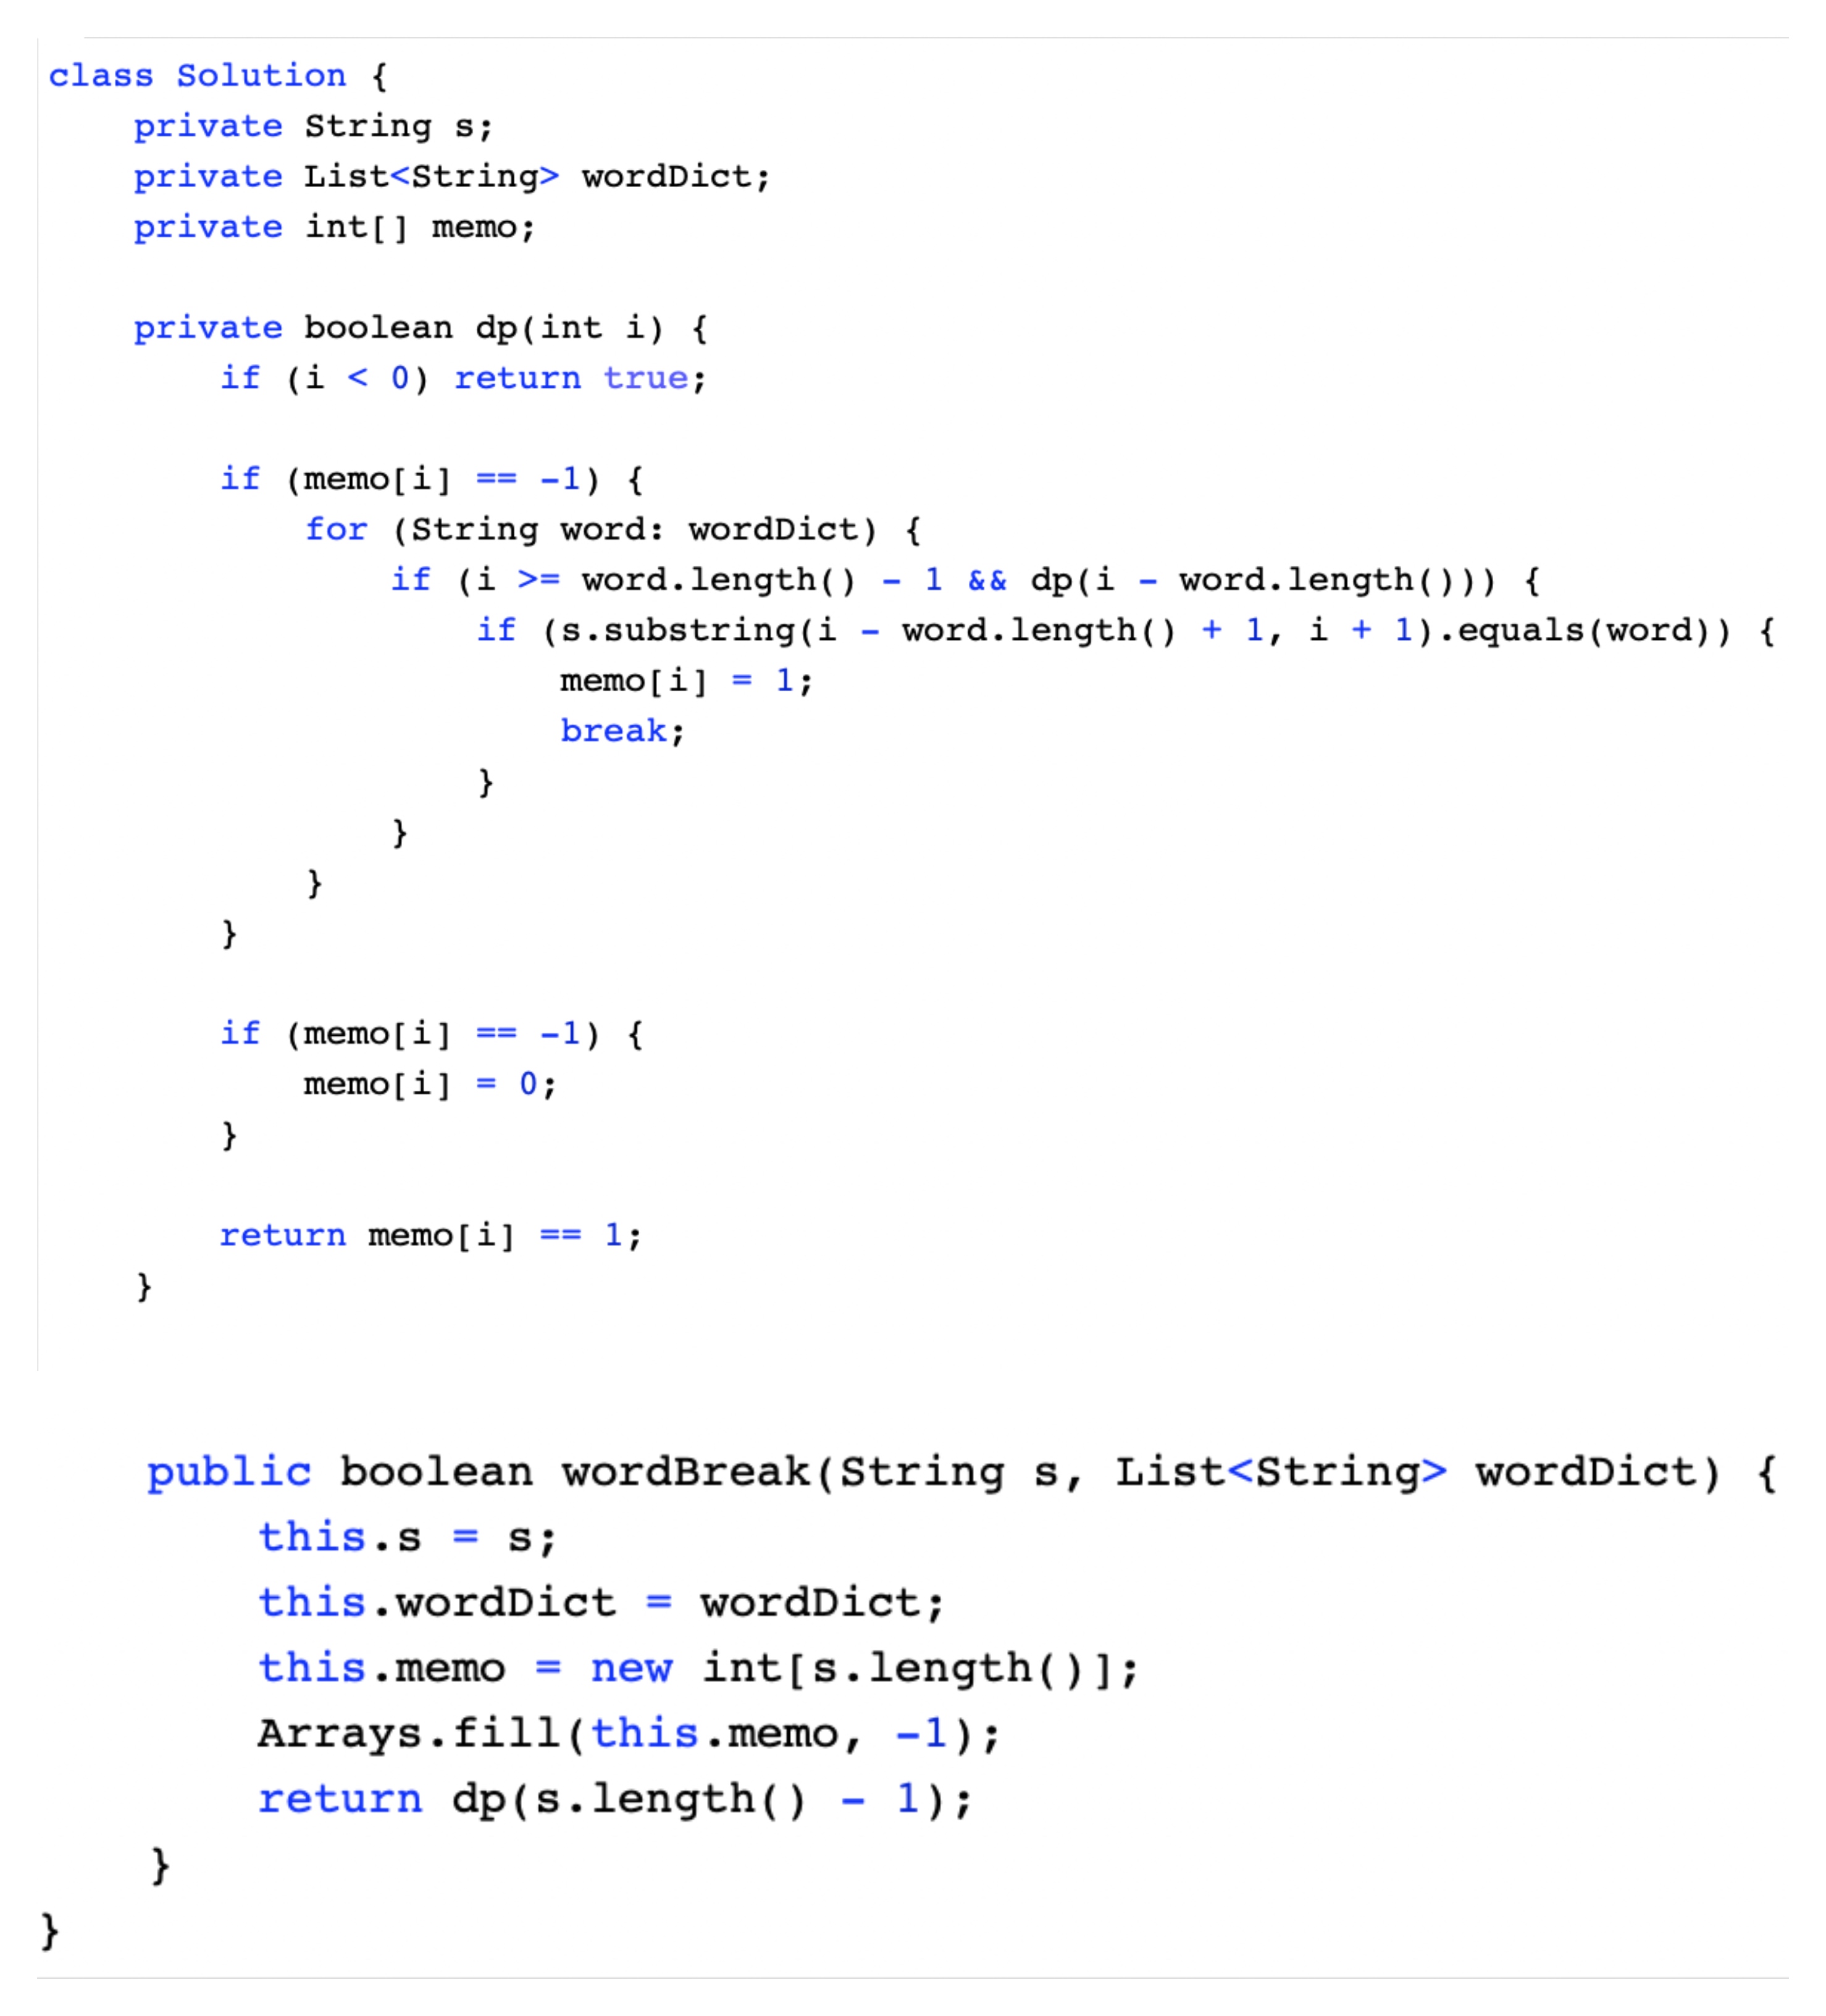 class Solution {
    private String s;
    private List<String> wordDict;
    private int[] memo;

    private boolean dp(int i) {
        if (i < 0) return true;

        if (memo[i] == -1) {
            for (String word: wordDict) {
                if (i >= word.length() - 1 && dp(i - word.length())) {
                    if (s.substring(i - word.length() + 1, i + 1).equals(word)) {
                        memo[i] = 1;
                        break;
                    }
                }
            }
        }

        if (memo[i] == -1) {
            memo[i] = 0;
        }

        return memo[i] == 1;
    }

    public boolean wordBreak(String s, List<String> wordDict) {
        this.s = s;
        this.wordDict = wordDict;
        this.memo = new int[s.length()];
        Arrays.fill(this.memo, -1);
        return dp(s.length() - 1);
    }
}